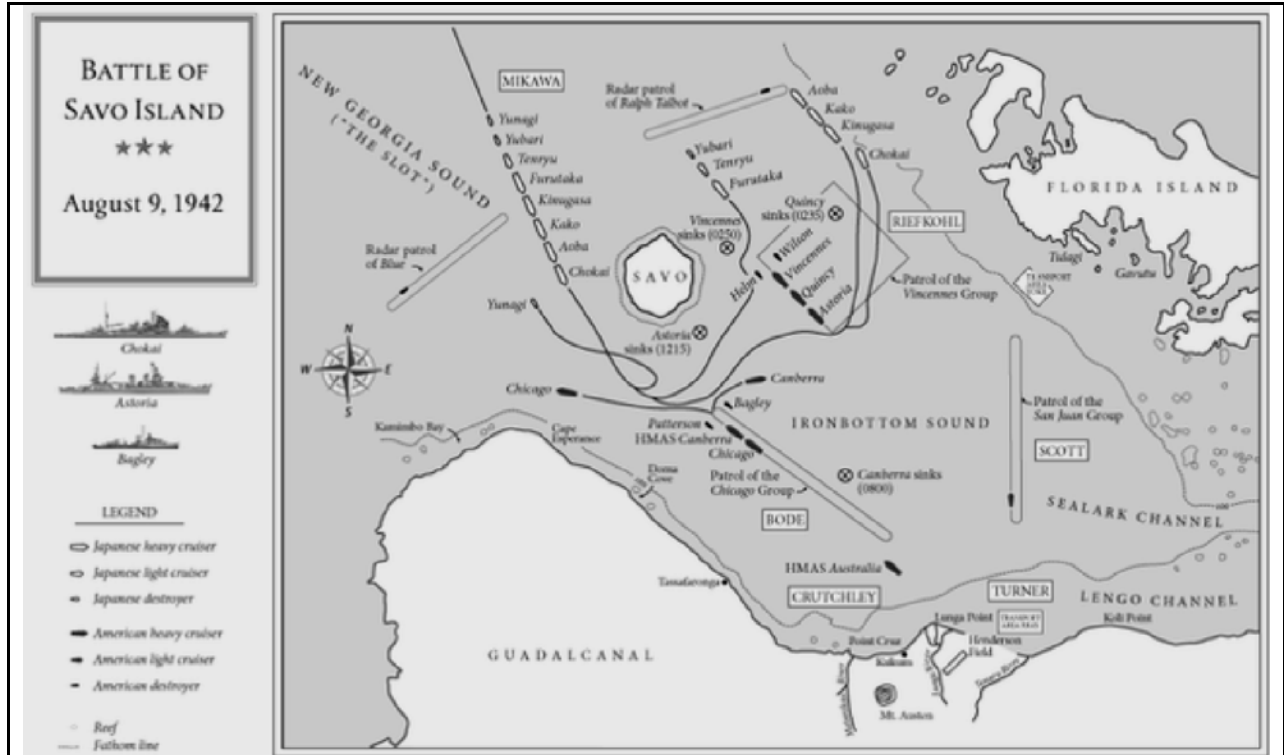 BATTLE OF
SAVO ISLAND
August 9, 1942
Chokai
Astoria
Bagley
LEGEND
Japanese heavy cruiser
Japanese light cruiser
Japanese destroyer
American heavy cruiser
American light cruiser
American destroyer
Reef
Fathom line
NEW GEORGIA SOUND
("THE SLOT")
MIKAWA
Yunagi
Yubari
Tenryu
Furutaka
Kinugasa
Kako
Aoba
Chokai
Yunagi
Radar patrol
of Blue
Radar patrol
of Ralph Talbot
Aoba
Kako
Kinugasa
Chokai
Yubari
Tenryu
Furutaka
Quincy
sinks (0235)
Vincennes
sinks (0250)
Wilson
Vincennes
Quincy
Astoria
Helm
SAVO
Astoria
sinks (1215)
RIEFKOHL
Patrol of the
Vincennes Group
FLORIDA ISLAND
Tulagi
Gavutu
TRANSPORT
AREA
N
W
E
S
Chicago
Canberra
Bagley
Patterson
HMAS Canberra
Chicago
Patrol of the
Chicago Group
BODE
IRONBOTTOM SOUND
Canberra sinks
(0800)
Patrol of the
San Juan Group
SCOTT
SEALARK CHANNEL
Kamimbo Bay
Cape
Esperance
Doma
Cove
Tassafaronga
HMAS Australia
CRUTCHLEY
TURNER
LENGO CHANNEL
Lunga Point
TRANSPORT
Koli Point
Point Cruz
Kukum
Henderson
Field
GUADALCANAL
Mt. Austen